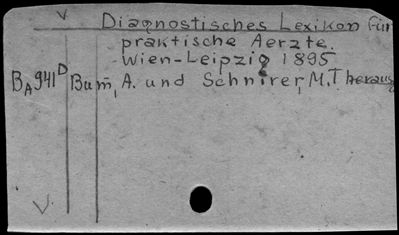 Diagnostisches Lexikon für
praktische Aerzte.
Wien-Leipzig 1895
BA941D Bum, A. und Schnirer, M.T. herausg